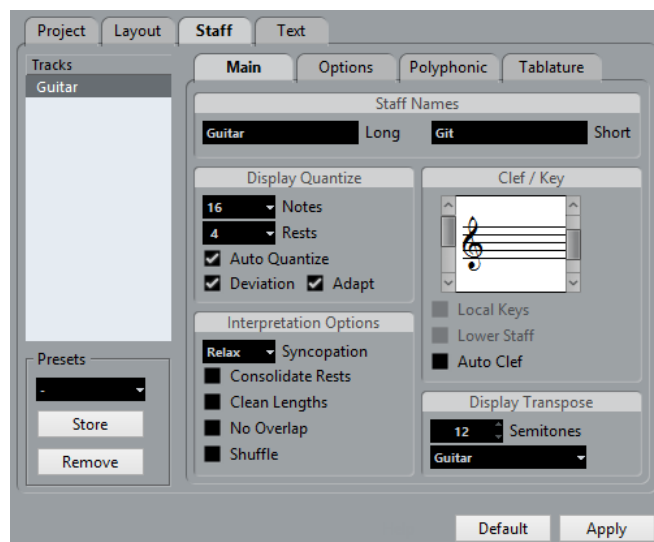 Project Layout Staff Text
Tracks
Guitar
Main Options Polyphonic Tablature
Staff Names
Guitar Long Git Short
Display Quantize
16 Notes
4 Rests
Auto Quantize
Deviation Adapt
Clef / Key
Local Keys
Lower Staff
Auto Clef
Interpretation Options
Relax Syncopation
Consolidate Rests
Clean Lengths
No Overlap
Shuffle
Display Transpose
12 Semitones
Guitar
Presets
-
Store
Remove
Default Apply